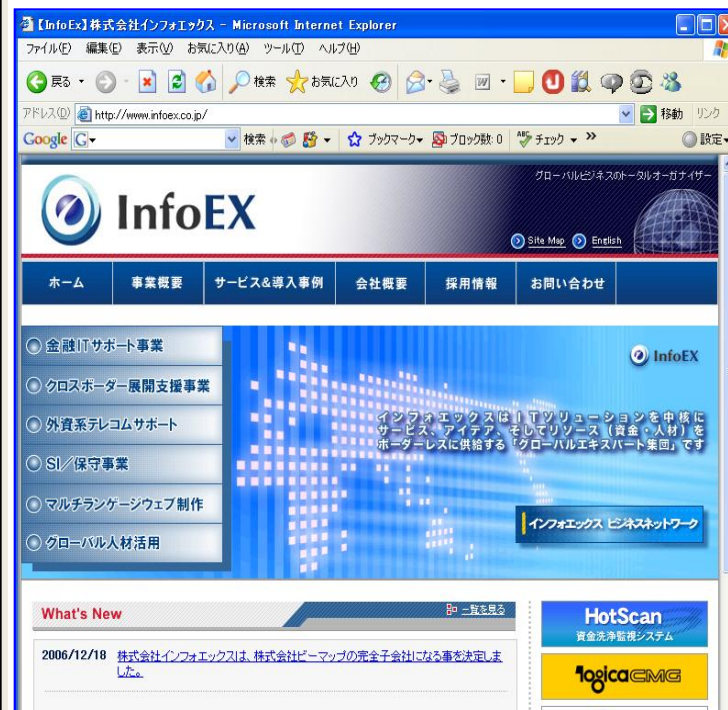 【InfoEx】株式会社インフォエックス - Microsoft Internet Explorer
ファイル(F) 編集(E) 表示(V) お気に入り(A) ツール(T) ヘルプ(H)
戻る 検索 お気に入り
アドレス(D) http://www.infoex.co.jp/ 移動 リンク
Google G 検索 ブックマーク ブロック数: 0 ABC チェック » 設定
グローバルビジネスのトータルオーガナイザー
InfoEX
Site Map English
ホーム 事業概要 サービス&導入事例 会社概要 採用情報 お問い合わせ
金融ITサポート事業
InfoEX
クロスボーダー展開支援事業
外資系テレコムサポート
インフォエックスはITソリューションを中核に
サービス、アイデア、そしてリソース（資金・人材）を
ボーダーレスに供給する「グローバルエキスパート集団」です
SI／保守事業
マルチランゲージウェブ制作
インフォエックス ビジネスネットワーク
グローバル人材活用
What's New 一覧を見る
HotScan
資金洗浄監視システム
2006/12/18 株式会社インフォエックスは、株式会社ビーマップの完全子会社になる事を決定しま
した。
logicaCMG